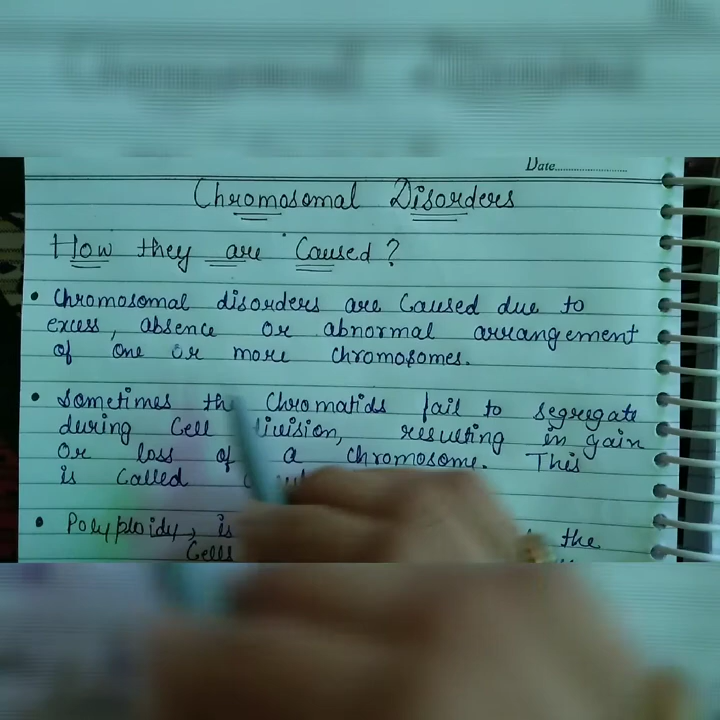 Date
Chromosomal Disorders
How they are Caused?
• Chromosomal disorders are Caused due to
excess, absence or abnormal arrangement
of one or more chromosomes.
• Sometimes the Chromatids fail to segregate
during Cell division, resulting in gain
or loss of a chromosome. This
is Called
• Polyploidy, is the
Cells